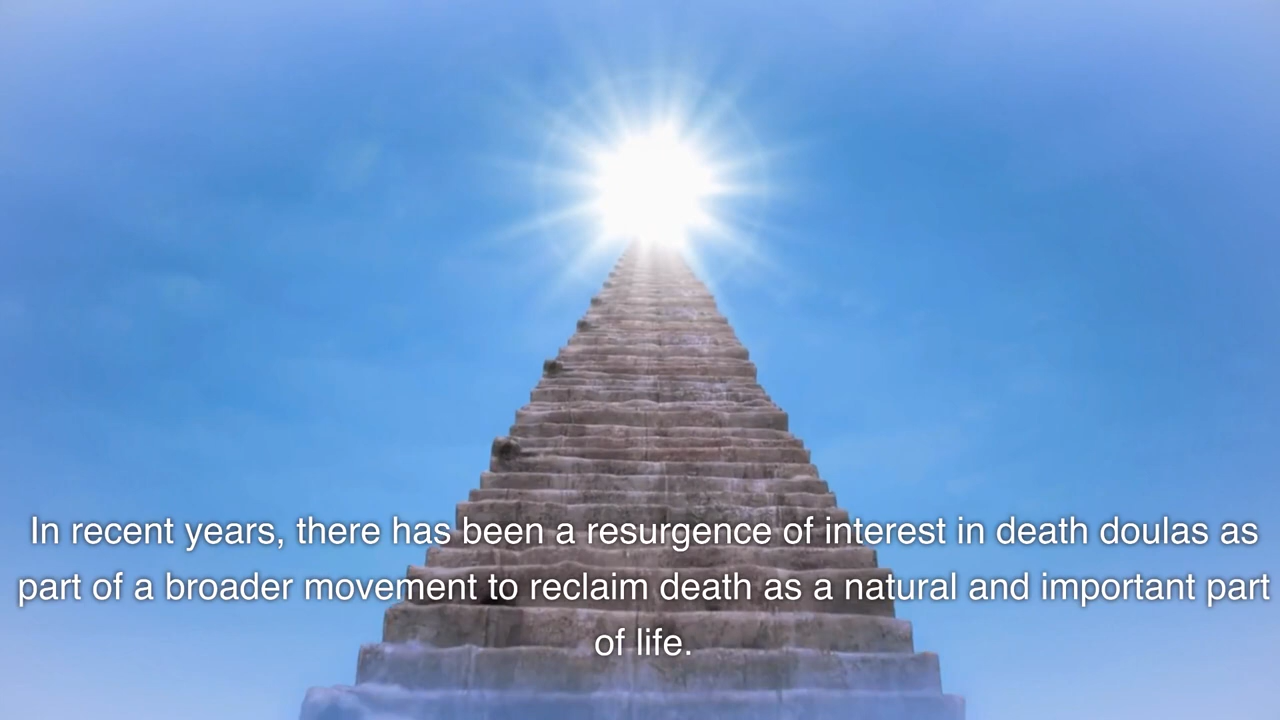 In recent years, there has been a resurgence of interest in death doulas as
part of a broader movement to reclaim death as a natural and important part
of life.